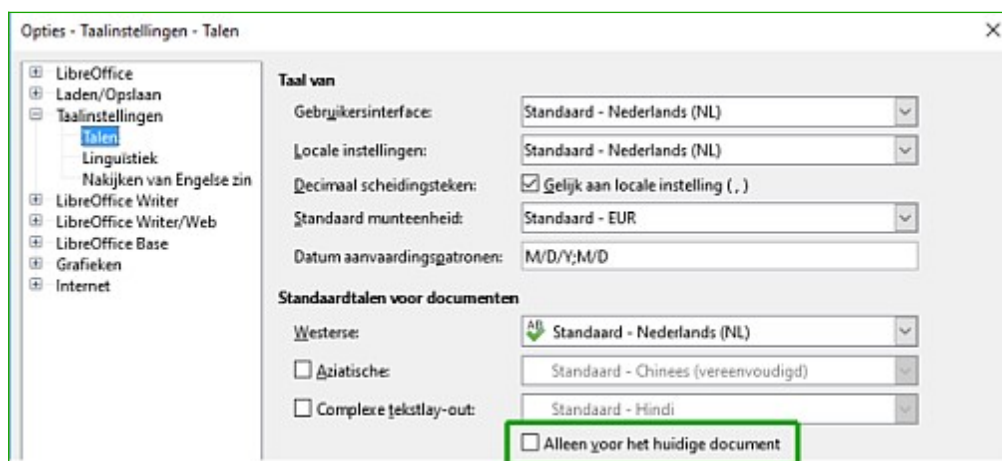 Opties - Taalinstellingen - Talen
LibreOffice
Laden/Opslaan
Taalinstellingen
Talen
Linguïstiek
Nakijken van Engelse zin
LibreOffice Writer
LibreOffice Writer/Web
LibreOffice Base
Grafieken
Internet
Taal van
Gebruikersinterface: Standaard - Nederlands (NL)
Locale instellingen: Standaard - Nederlands (NL)
Decimaal scheidingsteken: Gelijk aan locale instelling ( , )
Standaard munteenheid: Standaard - EUR
Datum aanvaardingspatronen: M/D/Y;M/D
Standaardtalen voor documenten
Westerse: Standaard - Nederlands (NL)
Aziatische: Standaard - Chinees (vereenvoudigd)
Complexe tekstlay-out: Standaard - Hindi
Alleen voor het huidige document